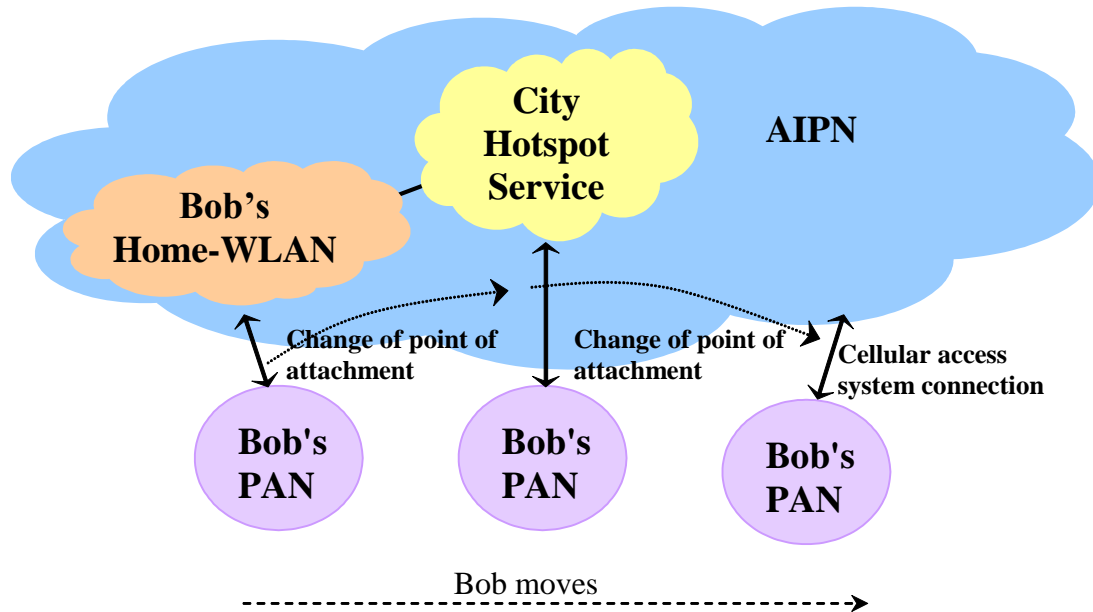 City
Hotspot
Service
AIPN
Bob’s
Home-WLAN
Change of point of
attachment
Change of point of
attachment
Cellular access
system connection
Bob's
PAN
Bob's
PAN
Bob's
PAN
Bob moves